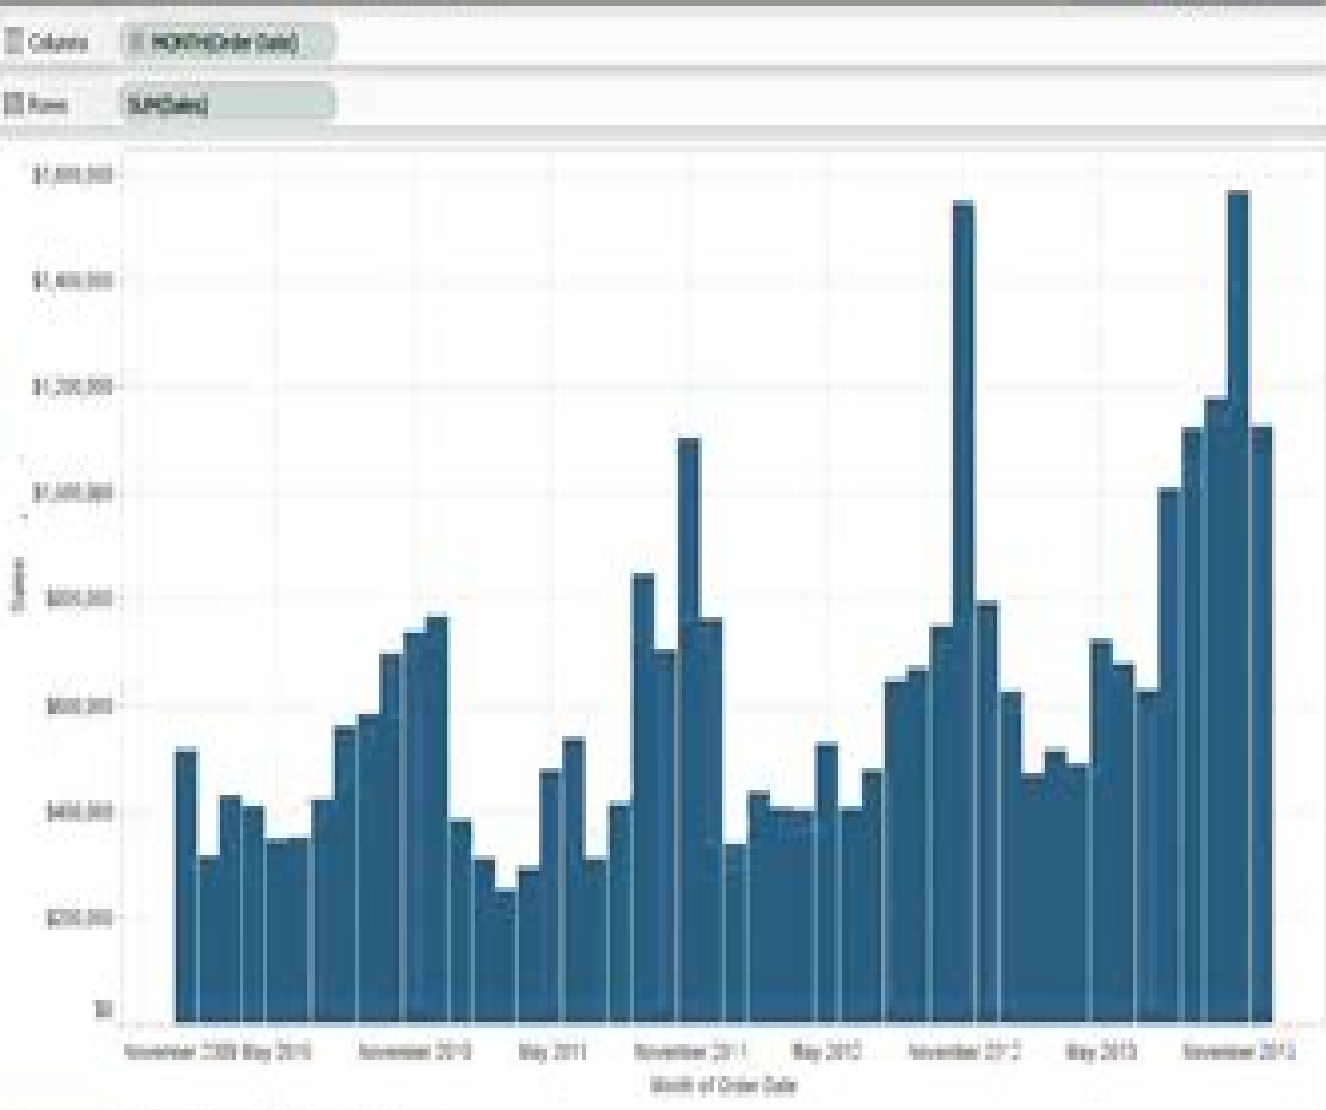 Columns MONTH(Order Date)
Rows SUM(Sales)
$1,600,000
$1,400,000
$1,200,000
$1,000,000
$800,000
$600,000
$400,000
$200,000
$0
November 2009 May 2010 November 2010 May 2011 November 2011 May 2012 November 2012 May 2013 November 2013
Month of Order Date